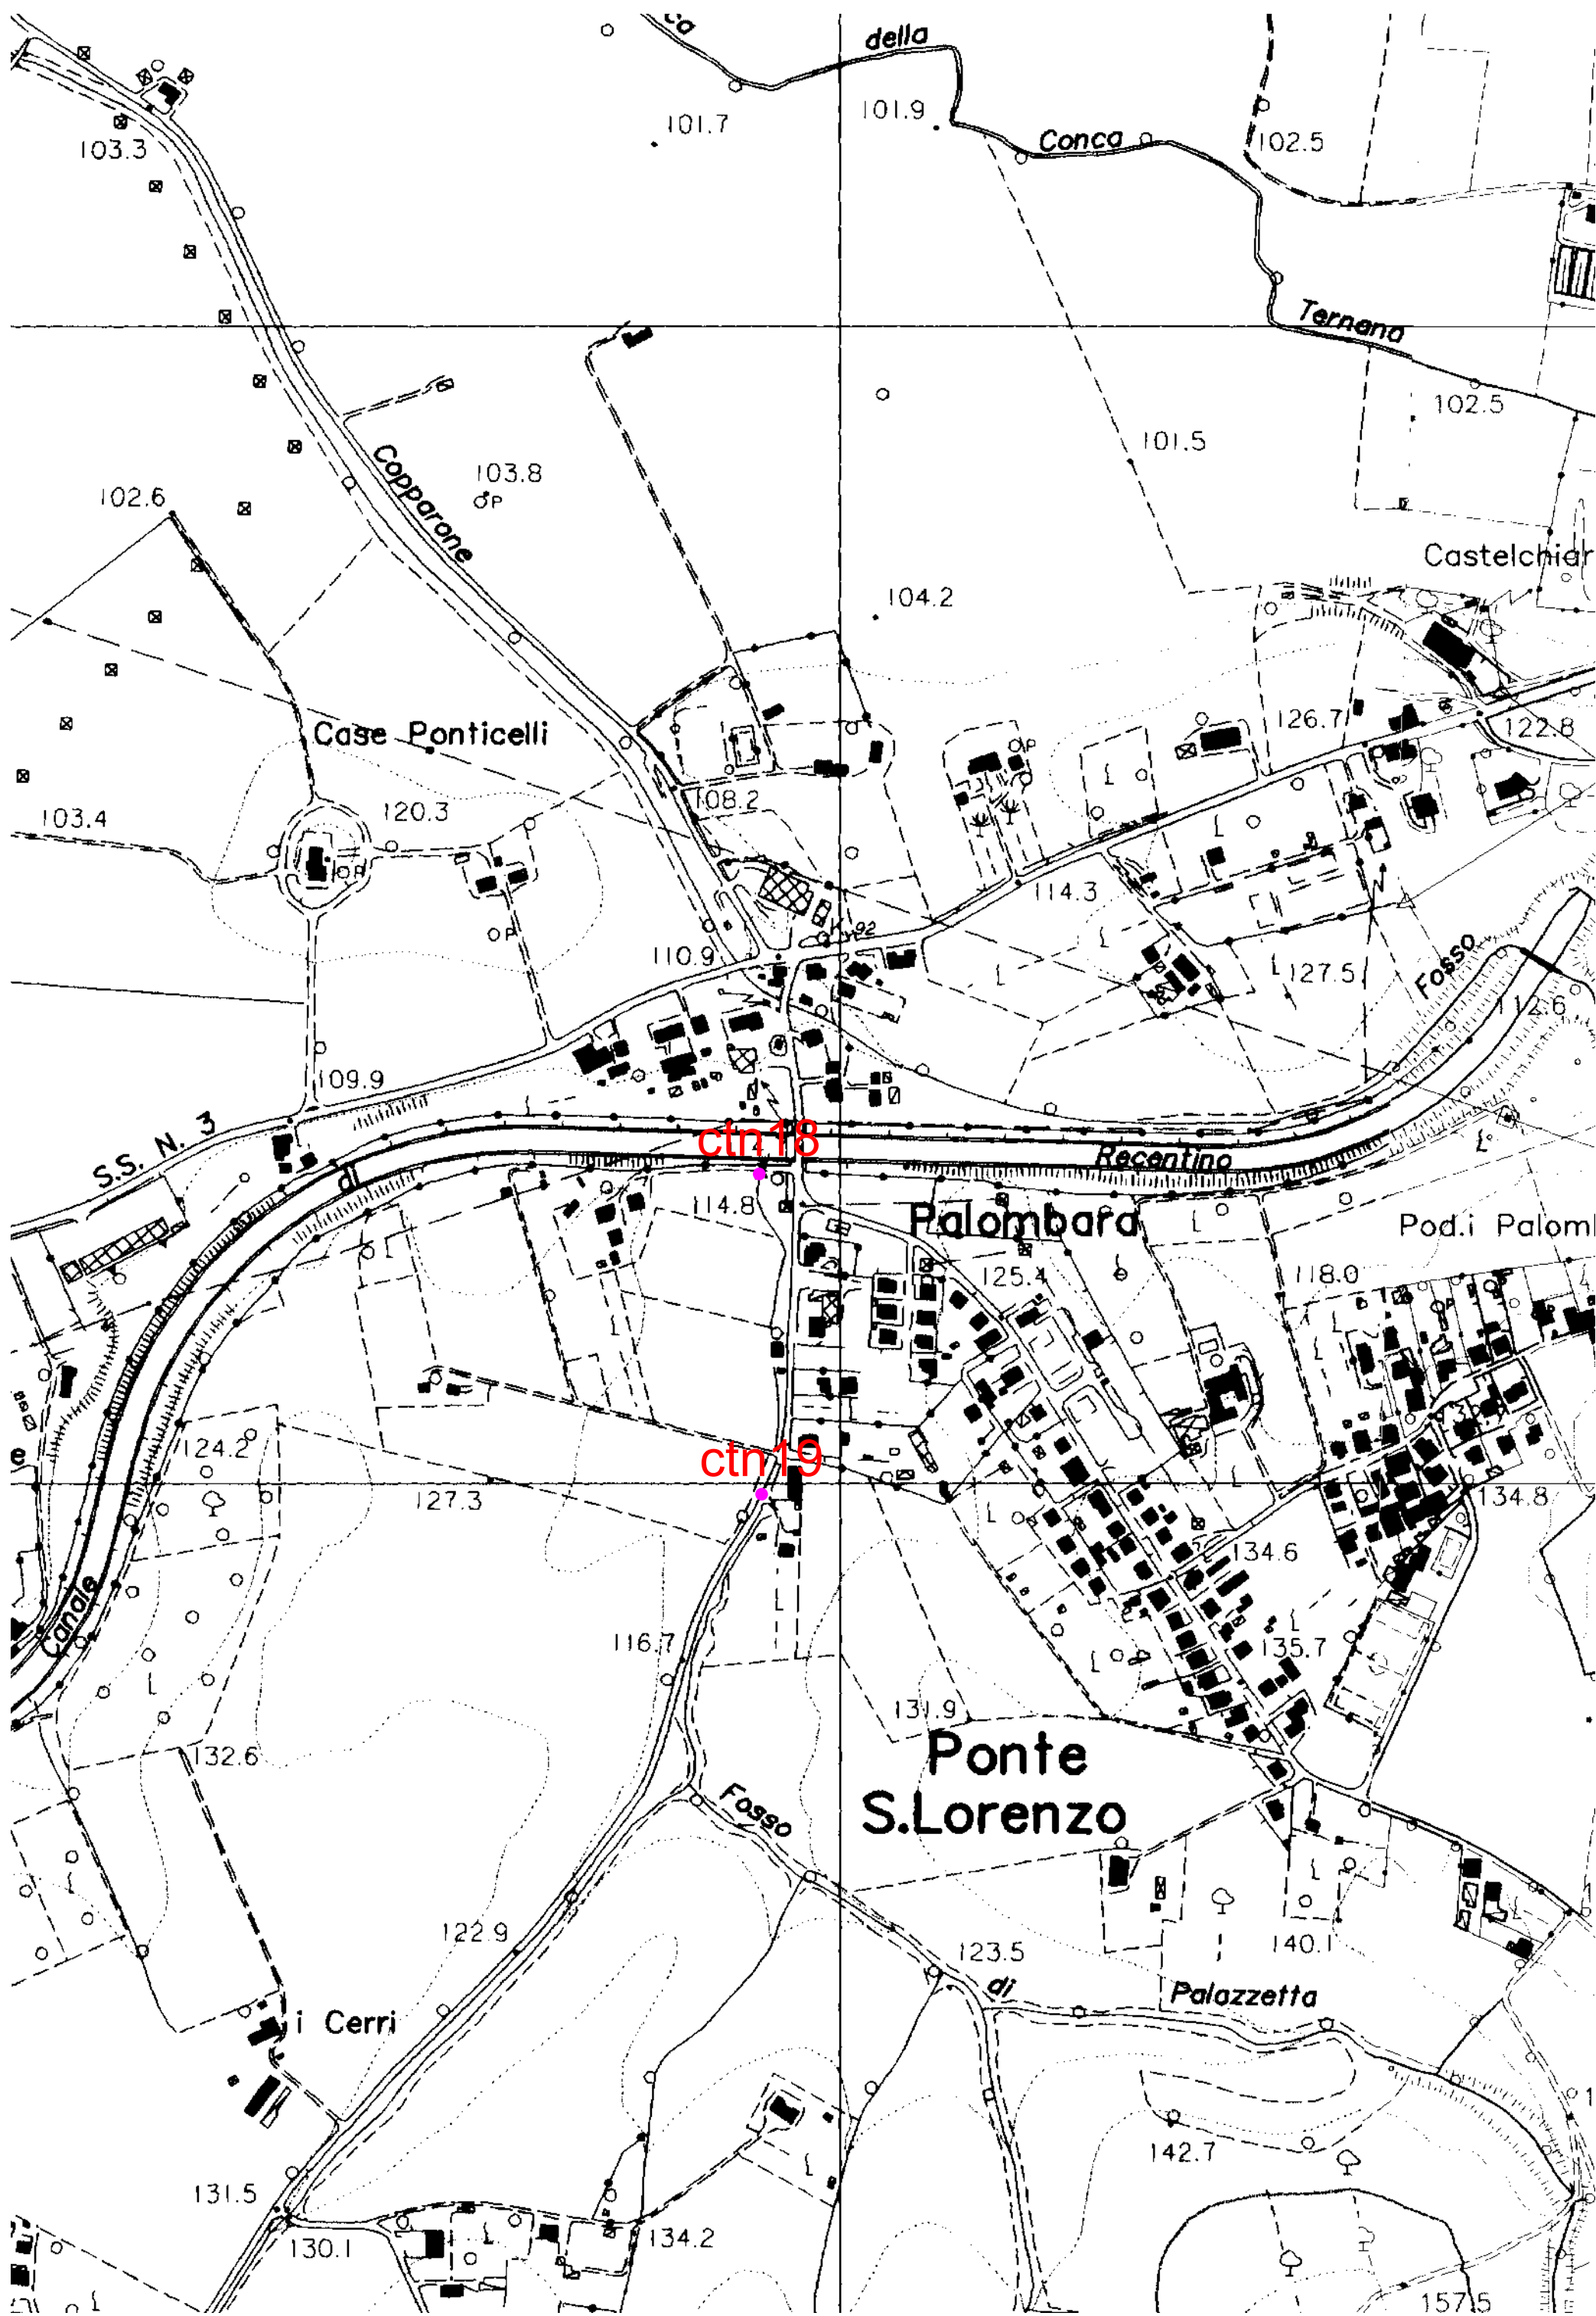 ca
della
101.7
101.9
Conca
102.5
103.3
Ternana
102.5
101.5
Copparone
103.8
P
102.6
Castelchiar
104.2
Case Ponticelli
126.7
122.8
108.2
103.4
120.3
P
P
P
114.3
92
110.9
127.5
Fosso
112.6
109.9
S.S. N. 3
ctn18
di
Recentino
114.8
Palombara
Pod.i Palom
125.4
118.0
124.2
e
ctn19
127.3
134.8
134.6
Canale
116.7
135.7
131.9
132.6
Ponte
S.Lorenzo
Fosso
122.9
123.5
140.1
di
Palazzetta
i Cerri
142.7
131.5
130.1
134.2
157.5